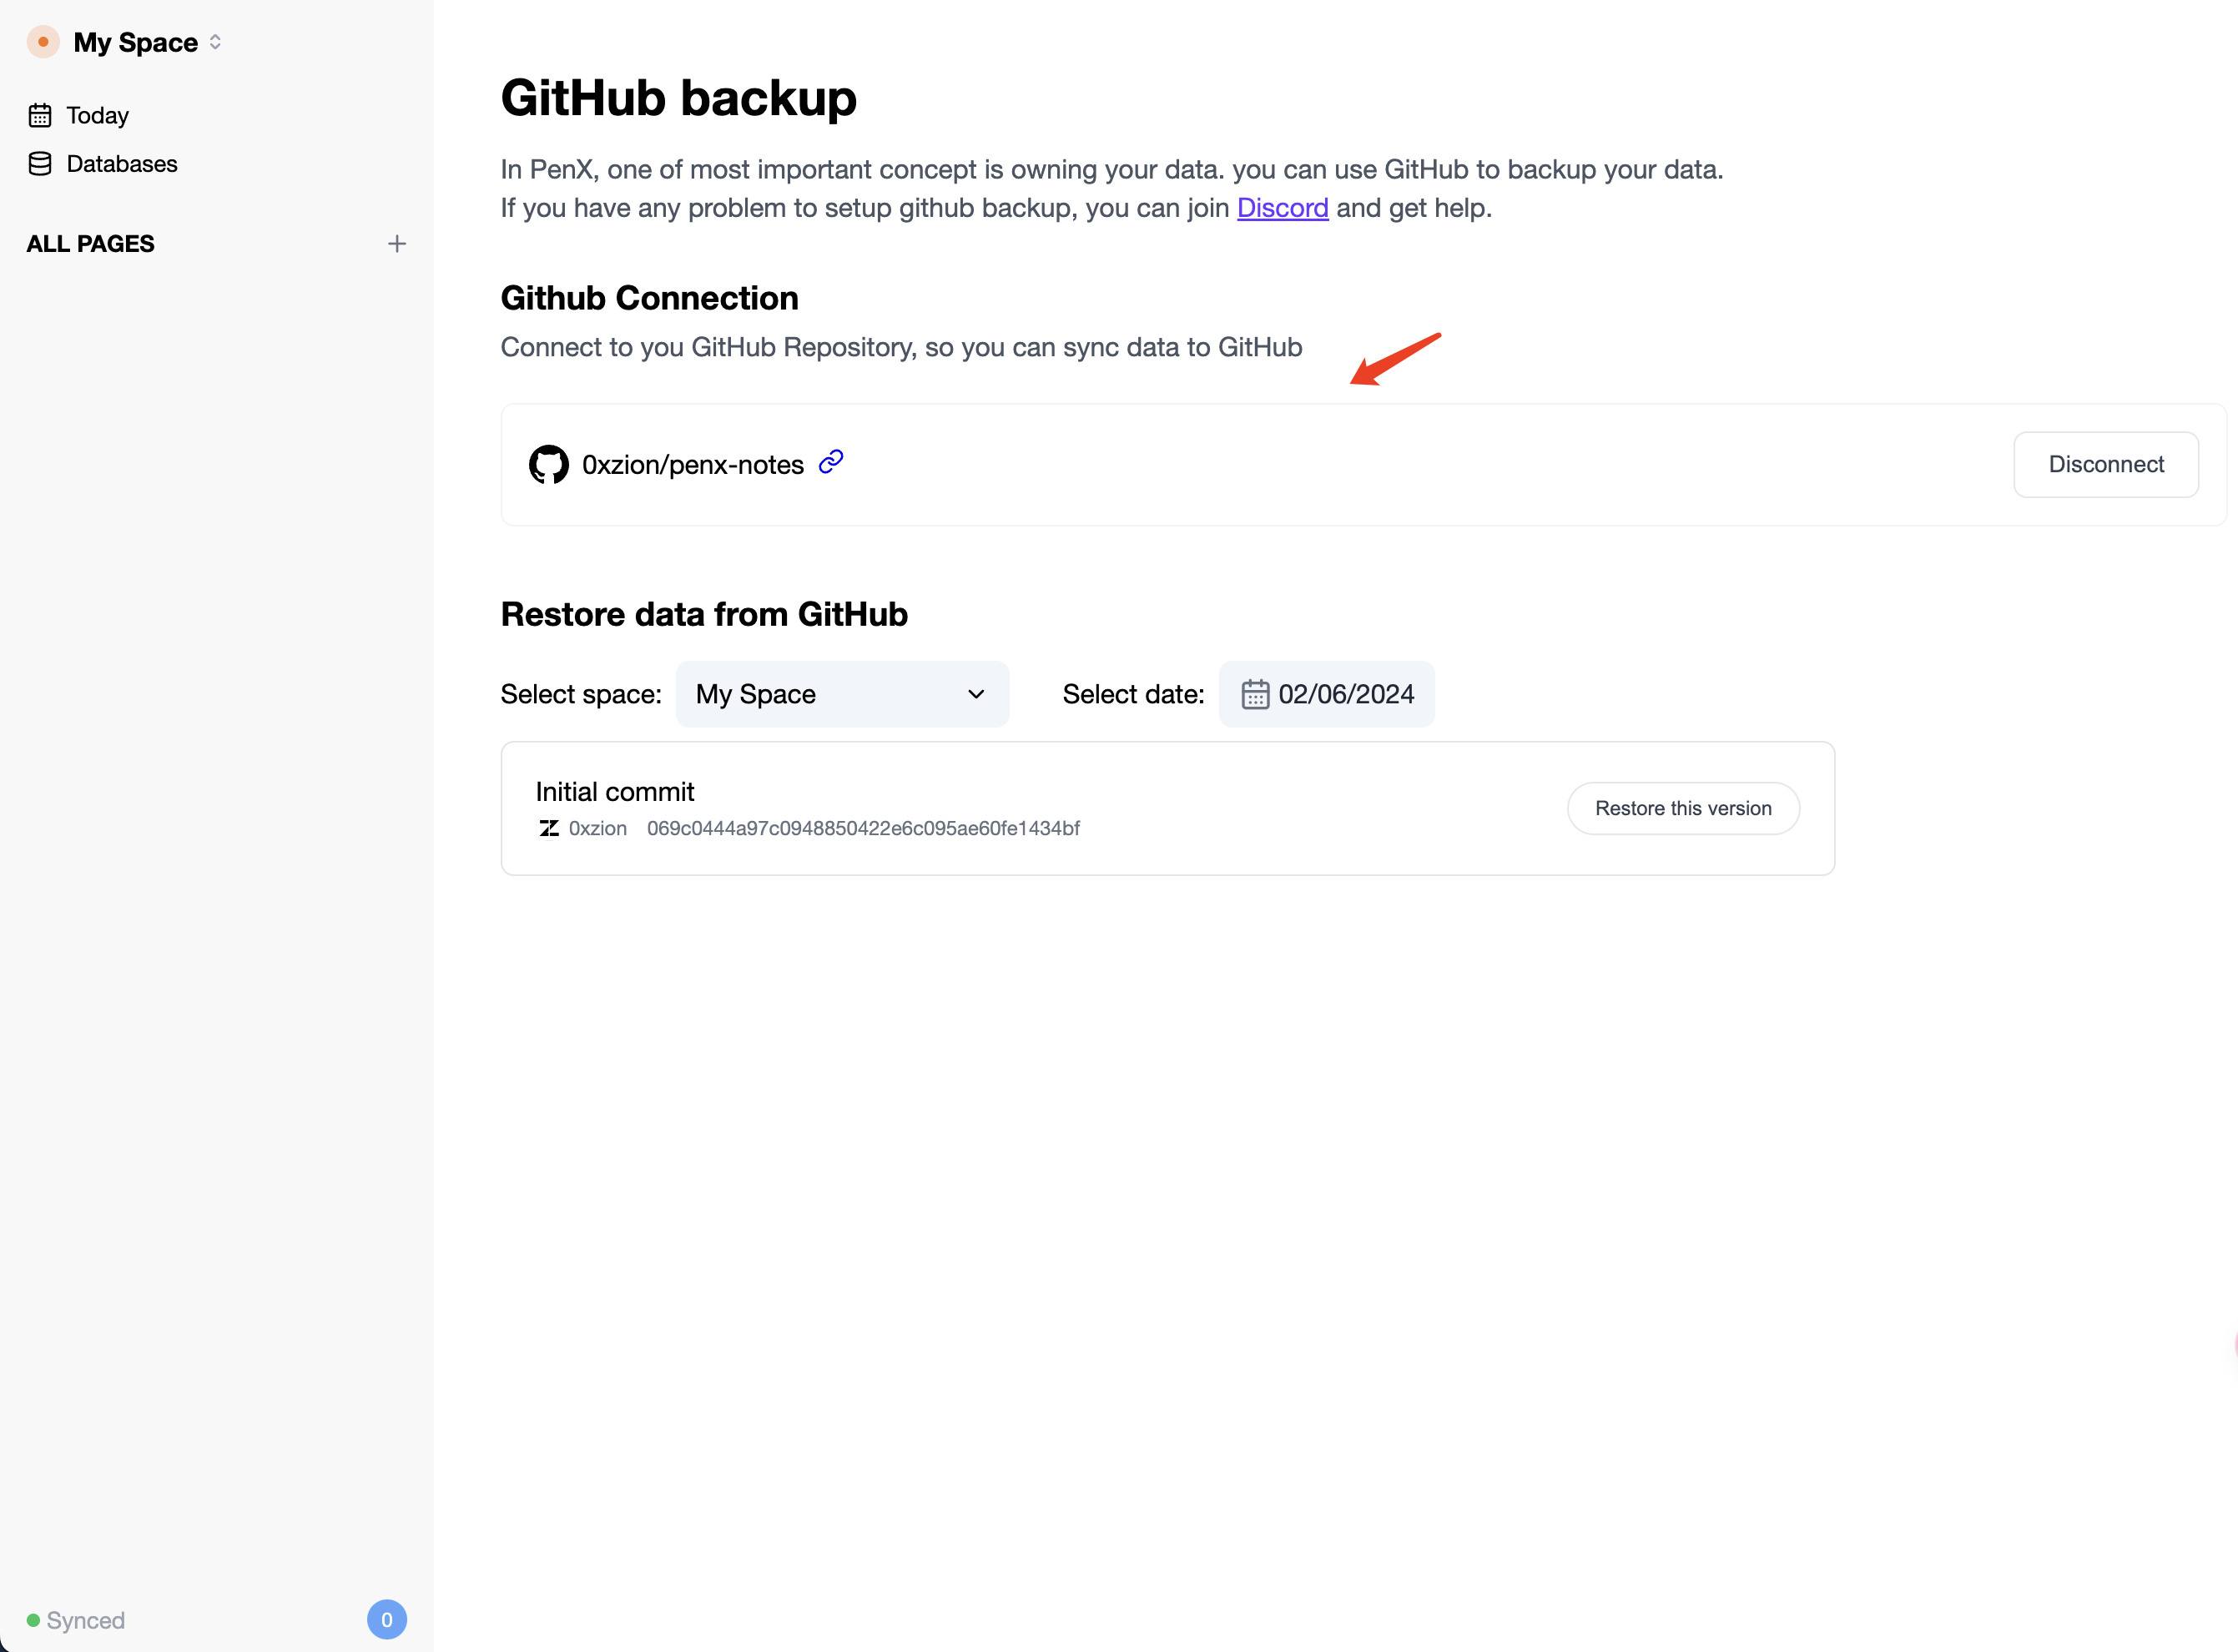 My Space
Today
Databases
ALL PAGES
GitHub backup
In PenX, one of most important concept is owning your data. you can use GitHub to backup your data.
If you have any problem to setup github backup, you can join Discord and get help.
Github Connection
Connect to you GitHub Repository, so you can sync data to GitHub
0xzion/penx-notes
Disconnect
Restore data from GitHub
Select space: My Space Select date: 02/06/2024
Initial commit
0xzion 069c0444a97c0948850422e6c095ae60fe1434bf
Restore this version
Synced
0